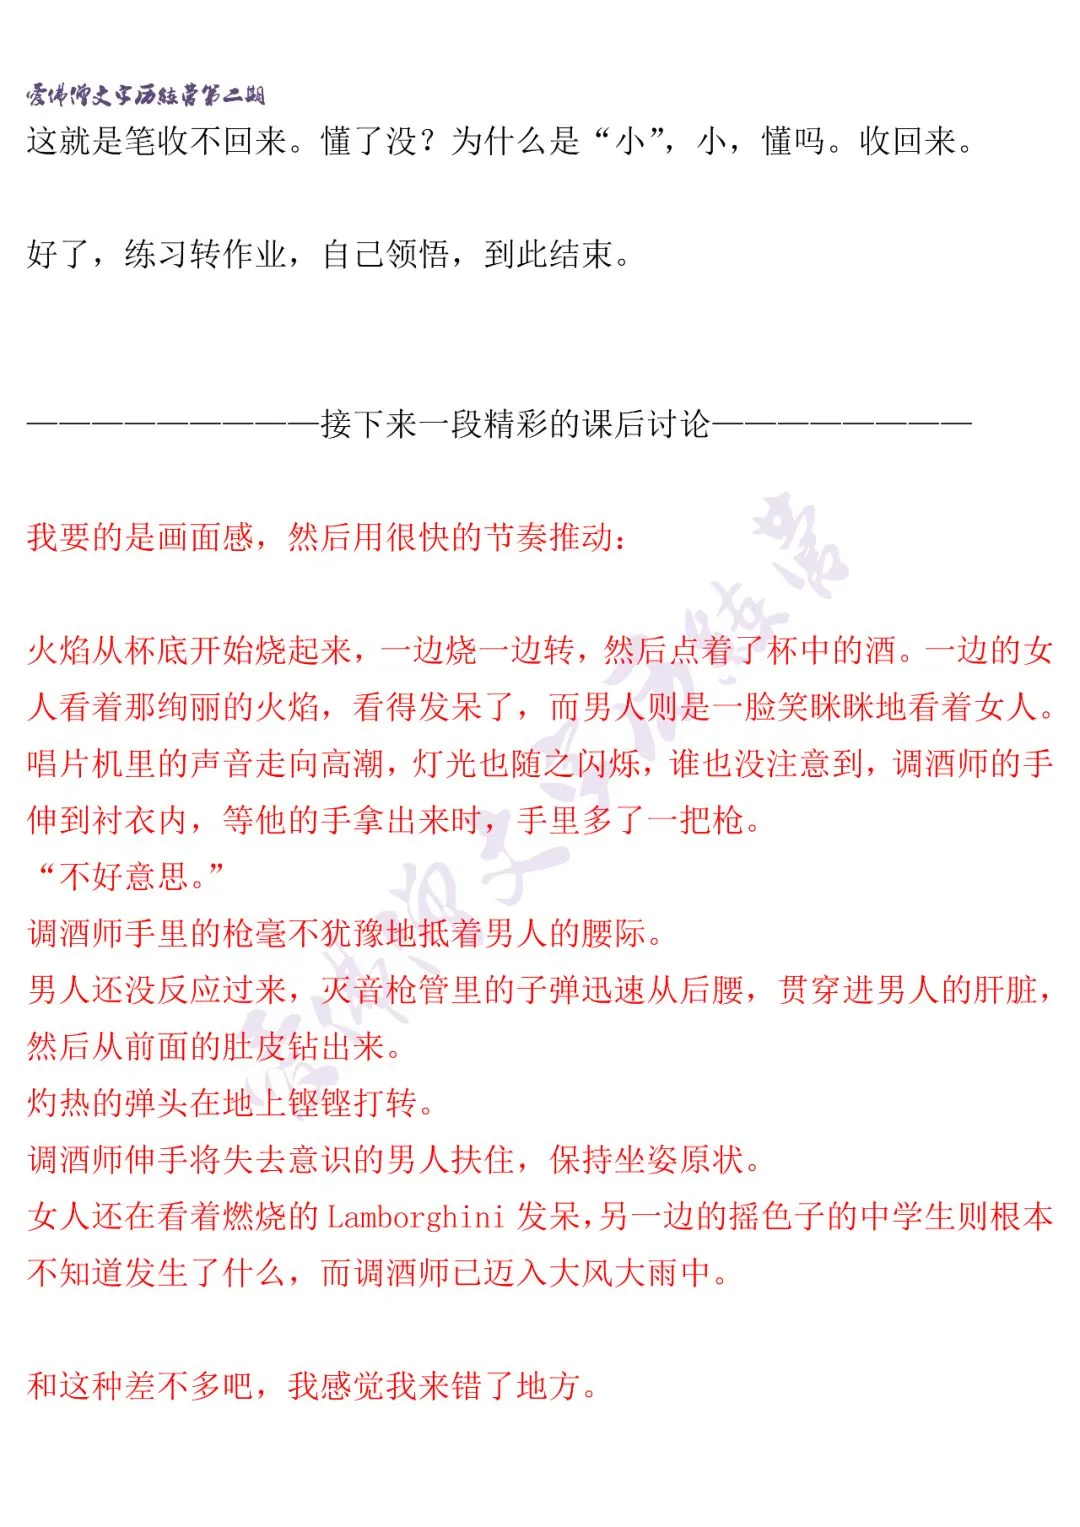 爱佛僧文字历练营第二期
这就是笔收不回来。懂了没？为什么是“小”，小，懂吗。收回来。
好了，练习转作业，自己领悟，到此结束。
—————————接下来一段精彩的课后讨论————————
我要的是画面感，然后用很快的节奏推动：
火焰从杯底开始烧起来，一边烧一边转，然后点着了杯中的酒。一边的女
人看着那绚丽的火焰，看得发呆了，而男人则是一脸笑眯眯地看着女人。
唱片机里的声音走向高潮，灯光也随之闪烁，谁也没注意到，调酒师的手
伸到衬衣内，等他的手拿出来时，手里多了一把枪。
“不好意思。”
调酒师手里的枪毫不犹豫地抵着男人的腰际。
男人还没反应过来，灭音枪管里的子弹迅速从后腰，贯穿进男人的肝脏，
然后从前面的肚皮钻出来。
灼热的弹头在地上铿铿打转。
调酒师伸手将失去意识的男人扶住，保持坐姿原状。
女人还在看着燃烧的 Lamborghini 发呆，另一边的摇色子的中学生则根本
不知道发生了什么，而调酒师已迈入大风大雨中。
和这种差不多吧，我感觉我来错了地方。
爱佛僧文字历练营